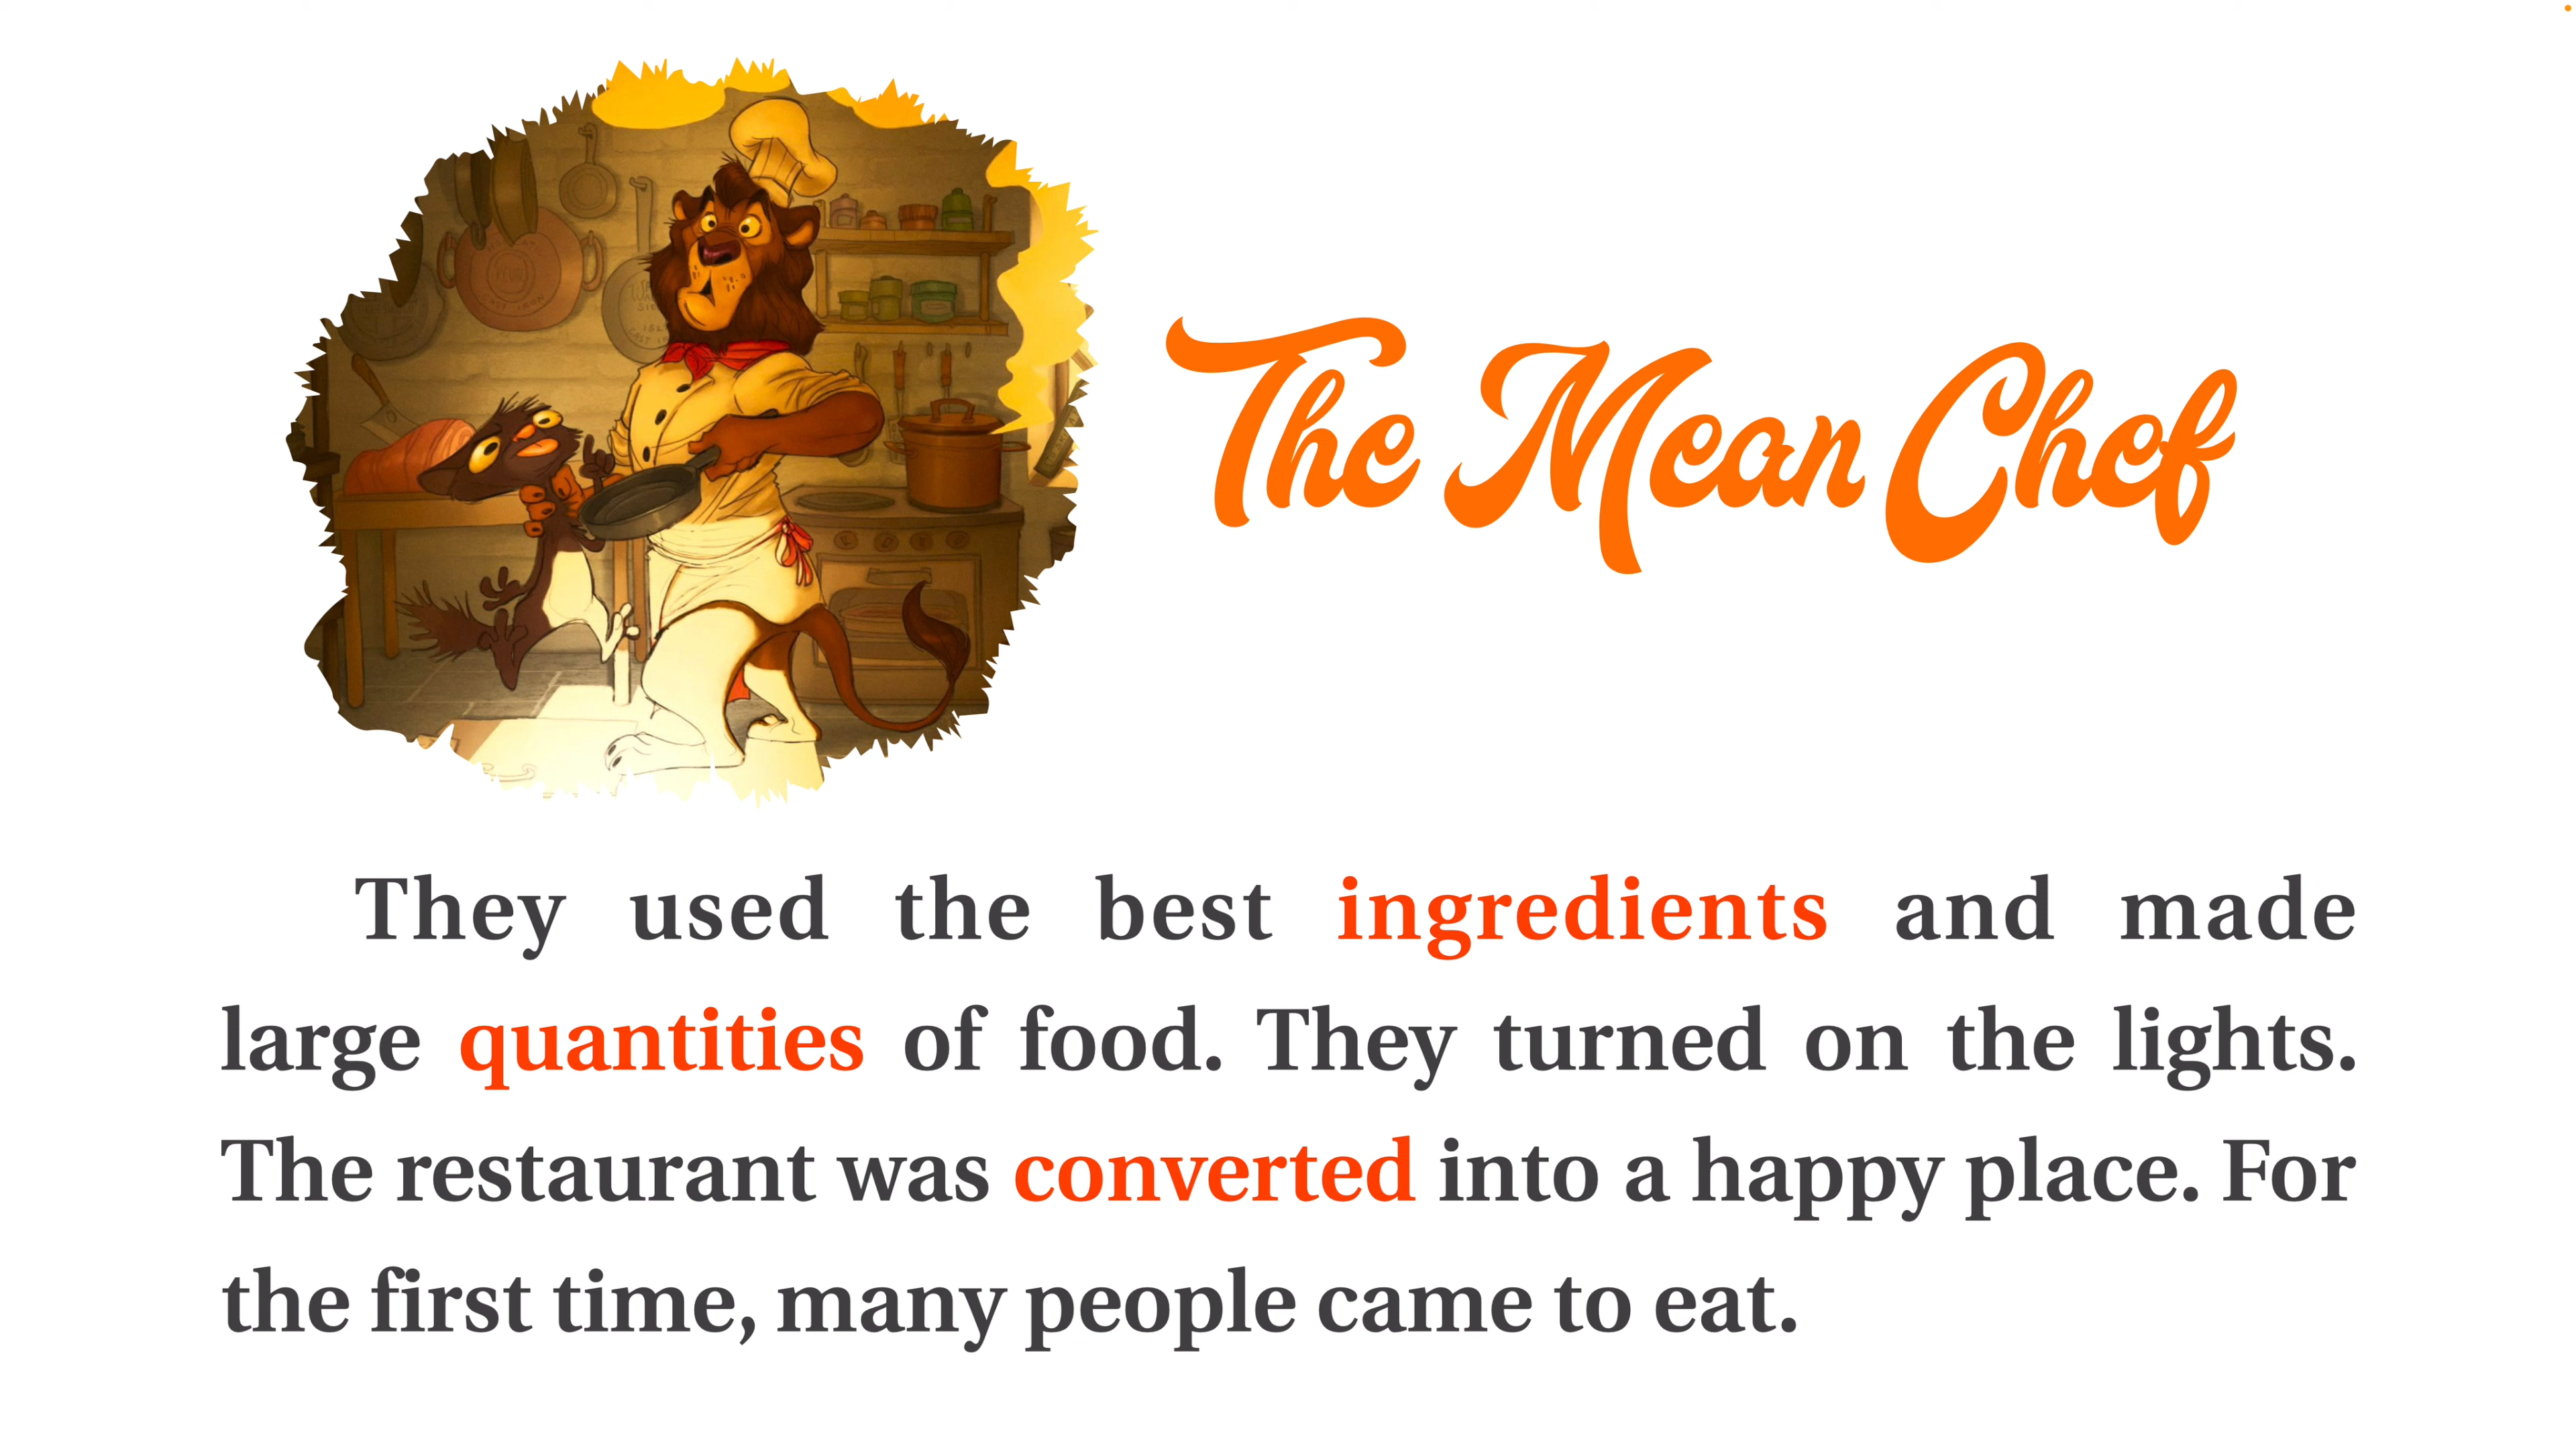 The Mean Chef
They used the best ingredients and made
large quantities of food. They turned on the lights.
The restaurant was converted into a happy place. For
the first time, many people came to eat.